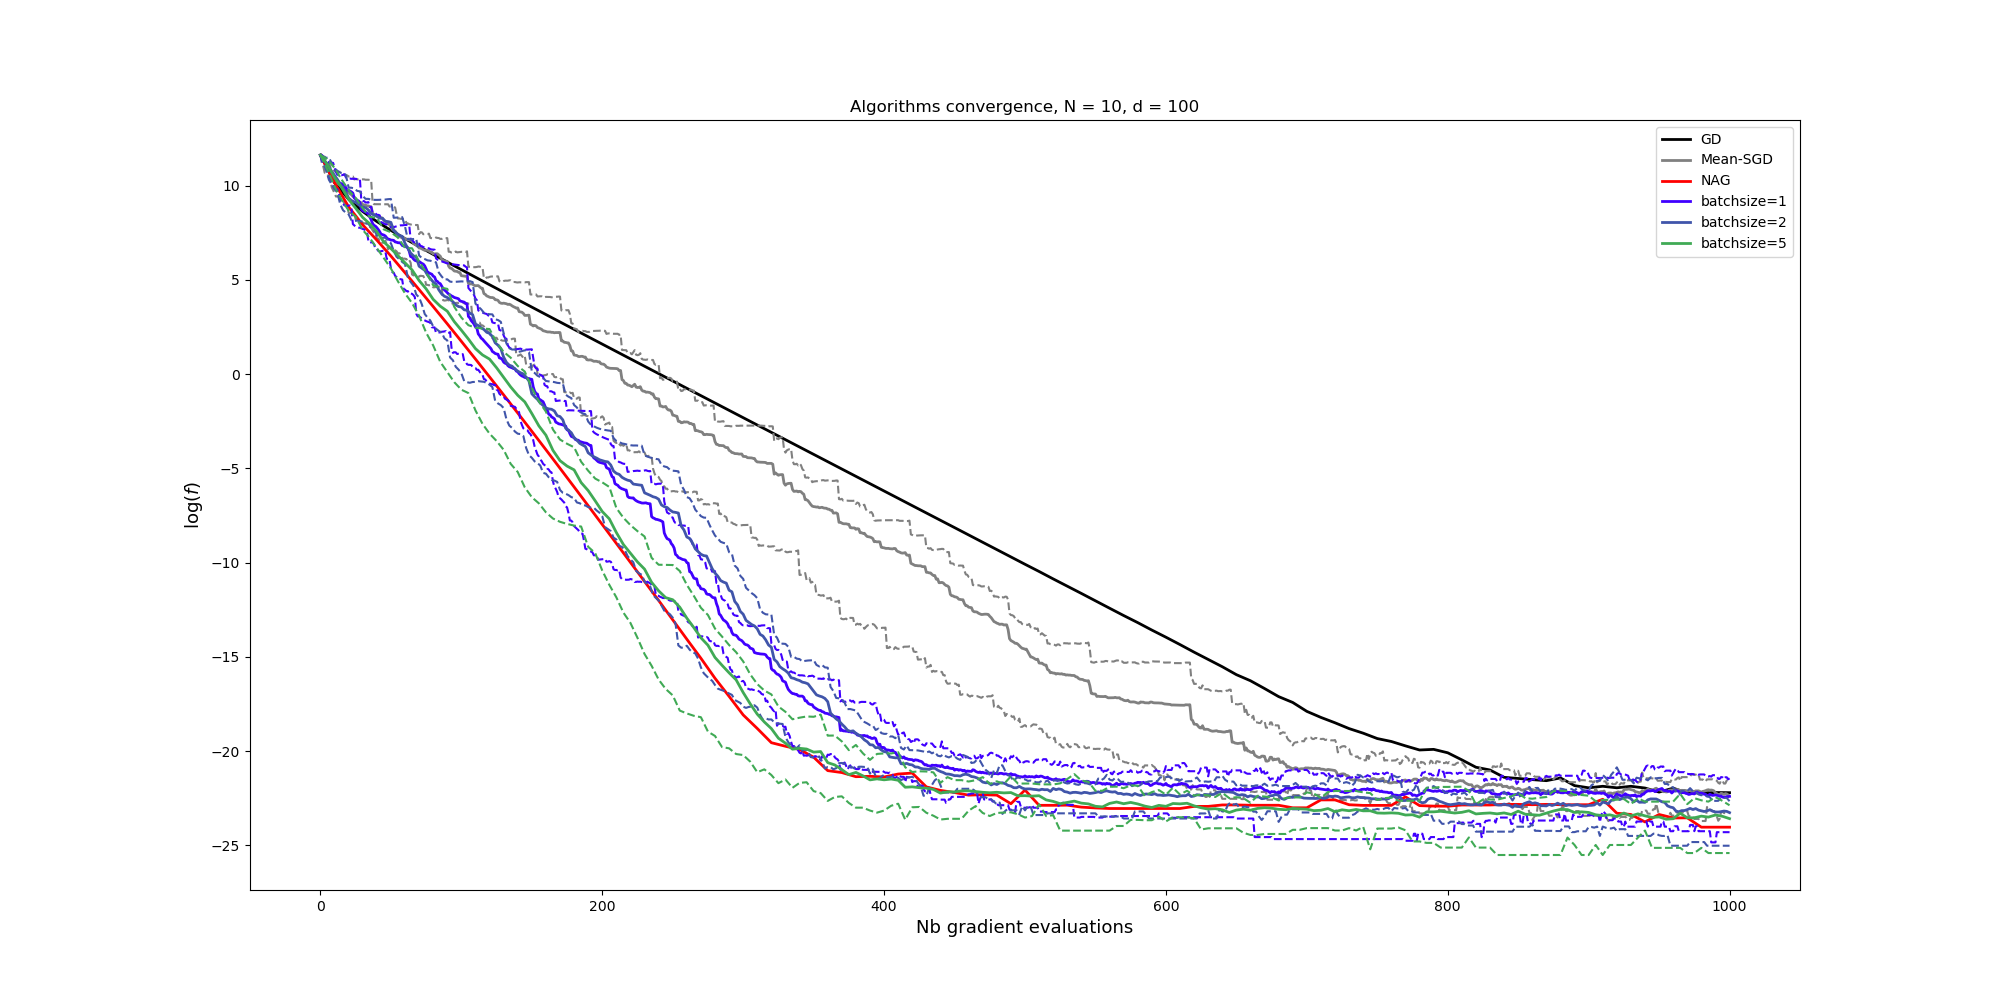 Algorithms convergence, N = 10, d = 100
GD
Mean-SGD
NAG
batchsize=1
batchsize=2
batchsize=5
10
5
0
−5
−10
−15
−20
−25
log(f)
0 200 400 600 800 1000
Nb gradient evaluations